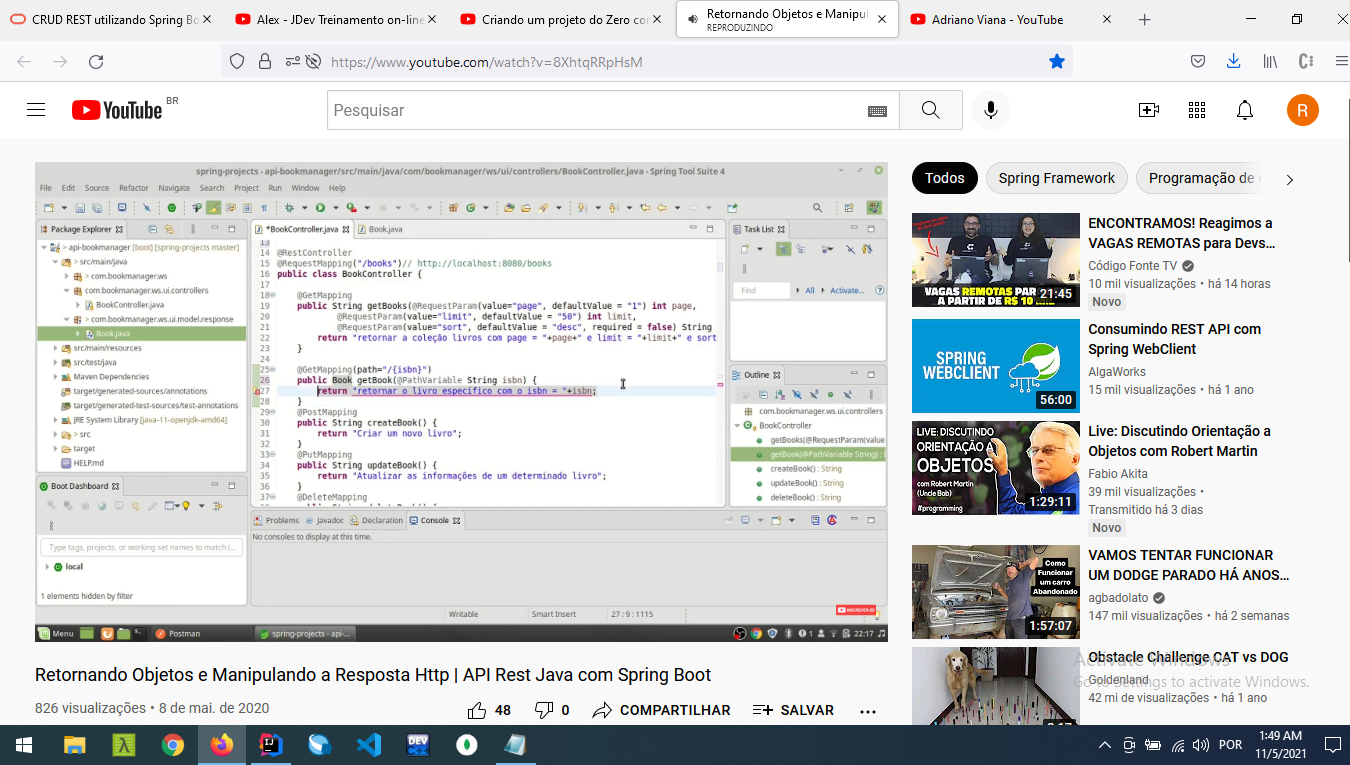 CRUD REST utilizando Spring Bo
Alex - JDev Treinamento on-line
Criando um projeto do Zero con
Retornando Objetos e Manipul
REPRODUZINDO
Adriano Viana - YouTube
https://www.youtube.com/watch?v=8XhtqRRpHsM
YouTube
BR
Pesquisar
R
spring-projects - api-bookmanager/src/main/java/com/bookmanager/ws/ui/controllers/BookController.java - Spring Tool Suite 4
File Edit Source Refactor Navigate Search Project Run Window Help
Package Explorer
api-bookmanager [boot] [spring-projects master]
src/main/java
com.bookmanager.ws
com.bookmanager.ws.ui.controllers
BookController.java
com.bookmanager.ws.ui.model.response
Book.java
src/main/resources
src/test/java
Maven Dependencies
target/generated-sources/annotations
target/generated-test-sources/test-annotations
JRE System Library [java-11-openjdk-amd64]
src
target
HELP.md
Boot Dashboard
Type tags, projects, or working set names to match (...
local
1 elements hidden by filter
*BookController.java
Book.java
13
14 @RestController
15 @RequestMapping("/books")// http://localhost:8080/books
16 public class BookController {
17
18 @GetMapping
19 public String getBooks(@RequestParam(value="page", defaultValue = "1") int page,
20 @RequestParam(value="limit", defaultValue = "50") int limit,
21 @RequestParam(value="sort", defaultValue = "desc", required = false) String
22 return "retornar a coleção livros com page = "+page+" e limit = "+limit+" e sort
23 }
24
25 @GetMapping(path="/{isbn}")
26 public Book getBook(@PathVariable String isbn) {
27 return "retornar o livro específico com o isbn = "+isbn;
28 }
29 @PostMapping
30 public String createBook() {
31 return "Criar um novo livro";
32 }
33 @PutMapping
34 public String updateBook() {
35 return "Atualizar as informações de um determinado livro";
36 }
37 @DeleteMapping
Task List
Find
All
Activate...
Outline
com.bookmanager.ws.ui.controllers
BookController
getBooks(@RequestParam(value
getBook(@PathVariable String) :
createBook() : String
updateBook() : String
deleteBook() : String
Problems
Javadoc
Declaration
Console
No consoles to display at this time.
Writable
Smart Insert
27 : 9 : 1115
INSCREVER-SE
Menu
Postman
spring-projects - api-...
22:17
Retornando Objetos e Manipulando a Resposta Http | API Rest Java com Spring Boot
826 visualizações • 8 de mai. de 2020
48
0
COMPARTILHAR
SALVAR
Todos
Spring Framework
Programação de
VAGAS REMOTAS PAR
A PARTIR DE R$ 10
21:45
ENCONTRAMOS! Reagimos a
VAGAS REMOTAS para Devs...
Código Fonte TV
10 mil visualizações • há 14 horas
Novo
SPRING
WEBCLIENT
56:00
Consumindo REST API com
Spring WebClient
AlgaWorks
15 mil visualizações • há 1 ano
LIVE: DISCUTINDO
ORIENTAÇÃO A
OBJETOS
com Robert Martin
(Uncle Bob)
#programming
1:29:11
Live: Discutindo Orientação a
Objetos com Robert Martin
Fabio Akita
39 mil visualizações •
Transmitido há 3 dias
Novo
Como
Funcionar
um carro
Abandonado
1:57:07
VAMOS TENTAR FUNCIONAR
UM DODGE PARADO HÁ ANOS...
agbadolato
147 mil visualizações • há 2 semanas
Obstacle Challenge CAT vs DOG
Goldenland
42 mi de visualizações • há 1 ano
Activate Windows
Go to Settings to activate Windows.
DEV
POR
1:49 AM
11/5/2021